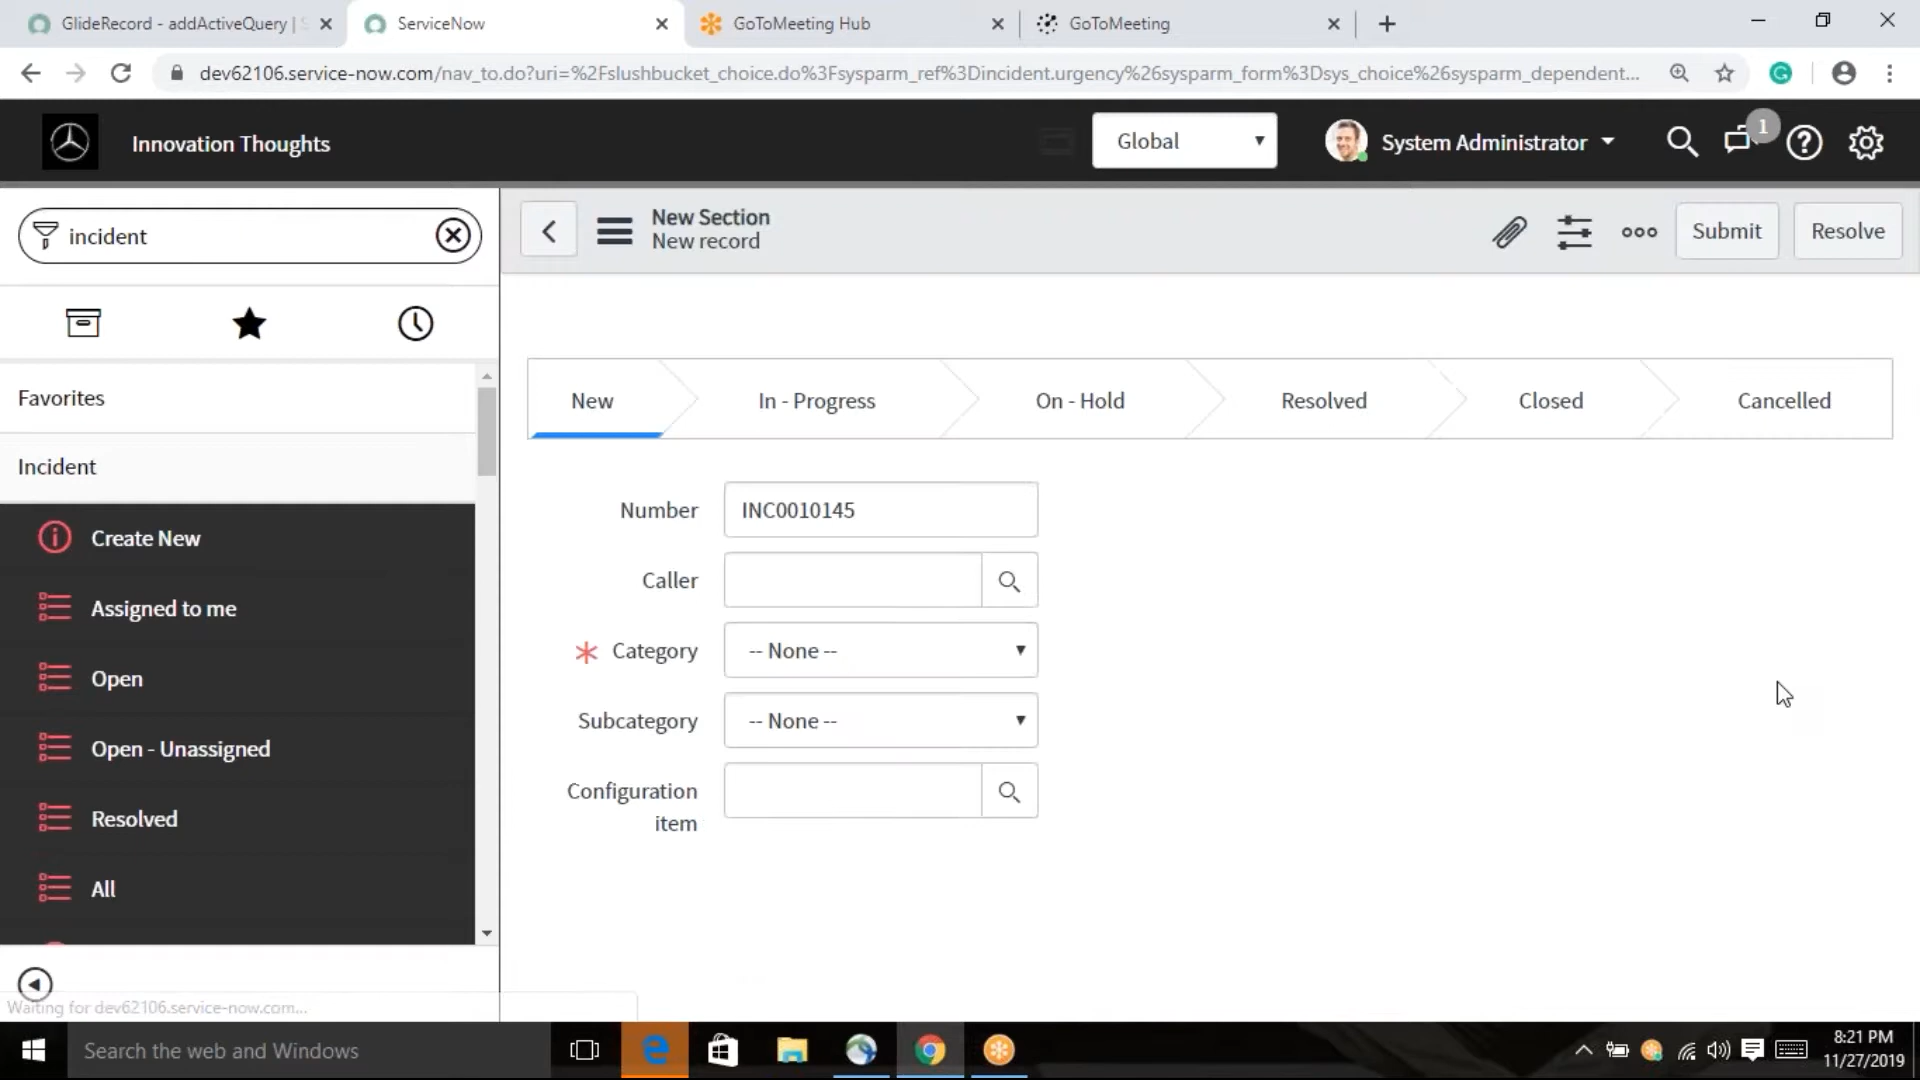 GlideRecord - addActiveQuery | S
ServiceNow
GoToMeeting Hub
GoToMeeting
dev62106.service-now.com/nav_to.do?uri=%2Fslushbucket_choice.do%3Fsysparm_ref%3Dincident.urgency%26sysparm_form%3Dsys_choice%26sysparm_dependent...
Innovation Thoughts
Global
System Administrator
1
incident
New Section
New record
Submit
Resolve
Favorites
Incident
Create New
Assigned to me
Open
Open - Unassigned
Resolved
All
New
In - Progress
On - Hold
Resolved
Closed
Cancelled
Number
INC0010145
Caller
Category
-- None --
Subcategory
-- None --
Configuration
item
Waiting for dev62106.service-now.com...
Search the web and Windows
8:21 PM
11/27/2019